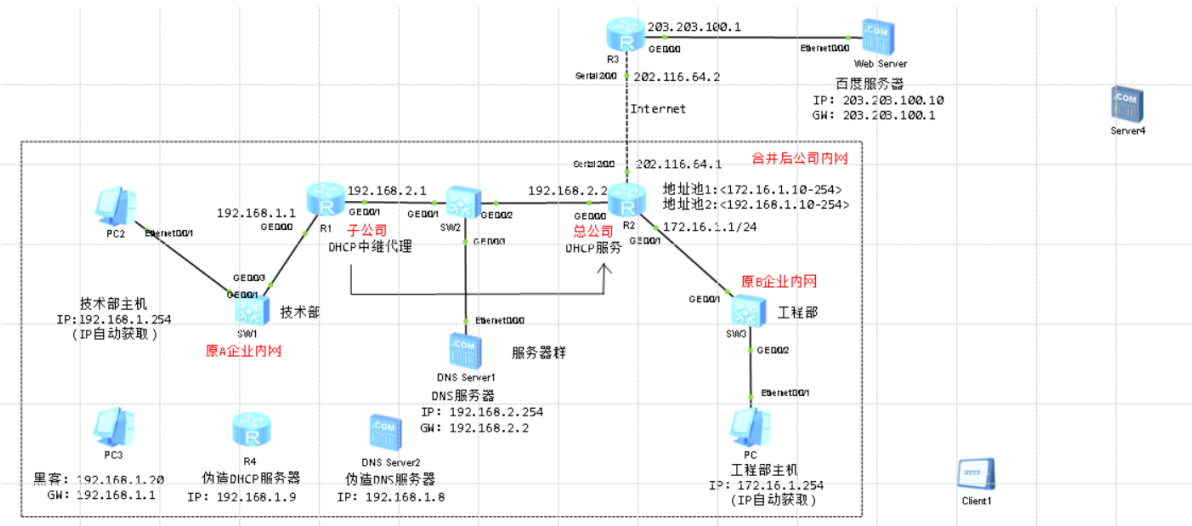 203.203.100.1
GE0/0/0
R
R3
Ethernet0/0/0
.COM
Web Server
百度服务器
IP: 203.203.100.10
GW: 203.203.100.1
Serial2/0/0
202.116.64.2
Internet
.COM
Server4
Serial2/0/0
202.116.64.1
合并后公司内网
地址池1:<172.16.1.10-254>
地址池2:<192.168.1.10-254>
192.168.2.1
192.168.2.2
R
R1
GE0/0/1
GE0/0/1
SW2
GE0/0/2
GE0/0/0
R
R2
192.168.1.1
GE0/0/0
子公司
DHCP中继代理
总公司
DHCP服务
GE0/0/1
172.16.1.1/24
PC2
Ethernet0/0/1
GE0/0/3
GE0/0/3
GE0/0/1
SW1
技术部
技术部主机
IP:192.168.1.254
(IP自动获取)
原A企业内网
原B企业内网
GE0/0/1
SW3
工程部
GE0/0/2
Ethernet0/0/0
.COM
服务器群
DNS Server1
DNS服务器
IP: 192.168.2.254
GW: 192.168.2.2
Ethernet0/0/1
PC
工程部主机
IP: 172.16.1.254
(IP自动获取)
PC3
黑客: 192.168.1.20
GW: 192.168.1.1
R
R4
伪造DHCP服务器
IP: 192.168.1.9
.COM
DNS Server2
伪造DNS服务器
IP: 192.168.1.8
HTTP
Client1